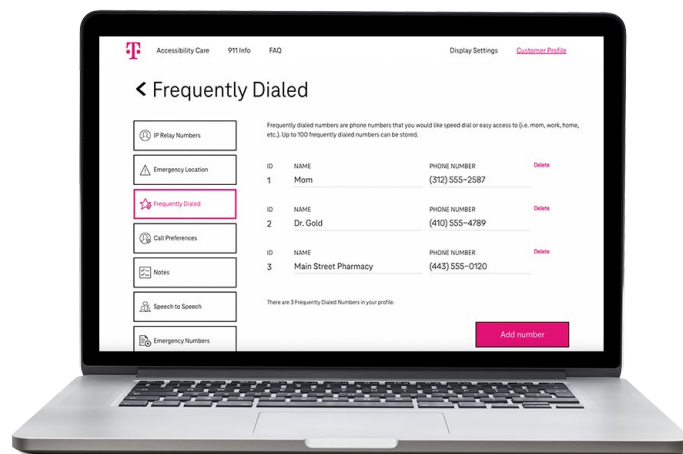 T Accessibility Care 911 Info FAQ Display Settings Customer Profile
Frequently Dialed
IP Relay Numbers
Emergency Location
Frequently Dialed
Call Preferences
Notes
Speech to Speech
Emergency Numbers
Frequently dialed numbers are phone numbers that you would like speed dial or easy access to (i.e. mom, work, home,
etc.). Up to 100 frequently dialed numbers can be stored.
ID NAME PHONE NUMBER Delete
1 Mom (312) 555-2587
ID NAME PHONE NUMBER Delete
2 Dr. Gold (410) 555-4789
ID NAME PHONE NUMBER Delete
3 Main Street Pharmacy (443) 555-0120
There are 3 Frequently Dialed Numbers in your profile.
Add number